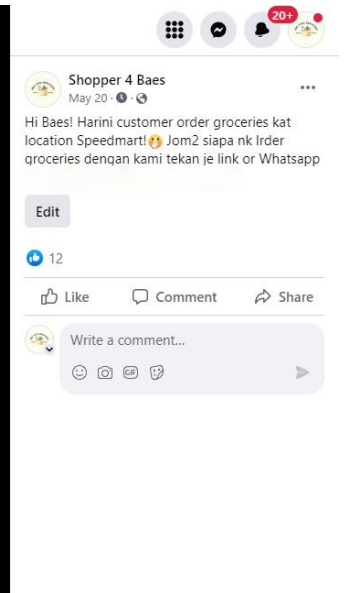 20+
Shopper 4 Baes
May 20
Hi Baes! Harini customer order groceries kat
location Speedmart! Jom2 siapa nk Irder
groceries dengan kami tekan je link or Whatsapp
Edit
12
Like Comment Share
Write a comment...
GIF